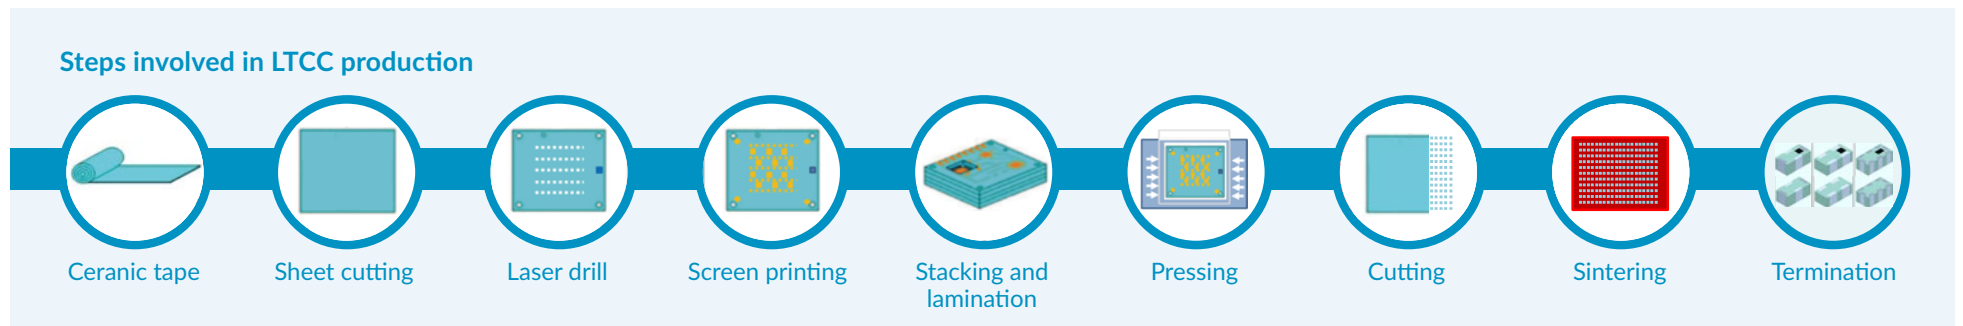 Steps involved in LTCC production
Ceranic tape
Sheet cutting
Laser drill
Screen printing
Stacking and
lamination
Pressing
Cutting
Sintering
Termination